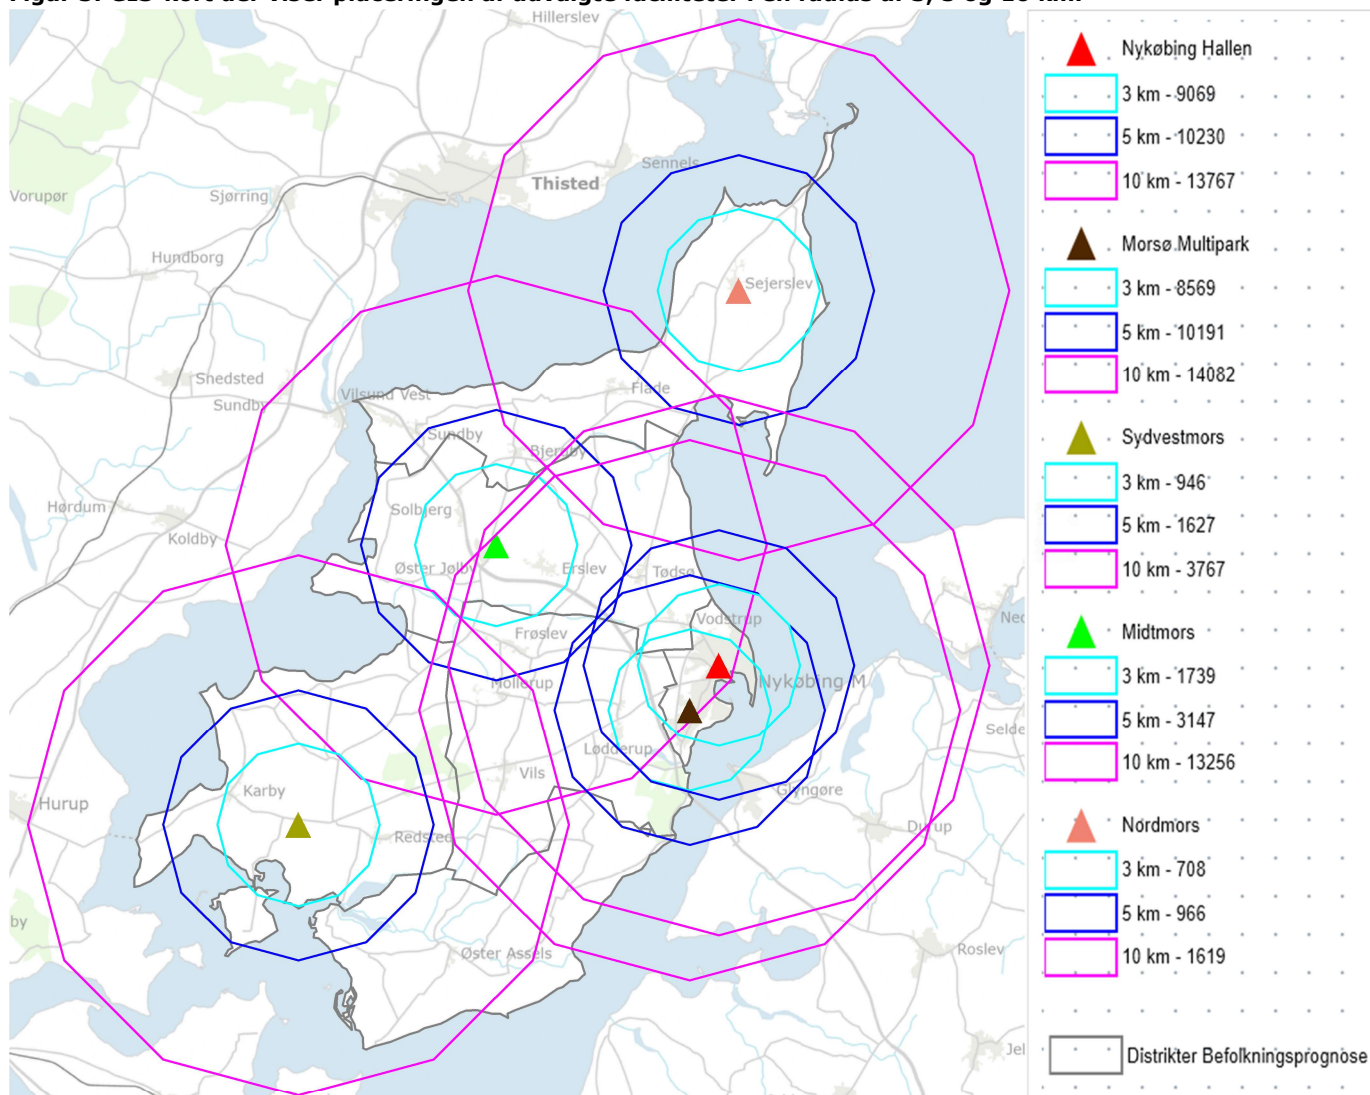 Hillerslev
Sennels
Thisted
Vorupør
Sjørring
Hundborg
Sejerslev
Snedsted
Sundby
Vilsund Vest
Flade
Sundby
Bjergby
Solbjerg
Hørdum
Koldby
Øster Jølby
Erslev
Tødsø
Frøslev
Vodstrup
Mollerup
Nykøbing M
Selde
Lødderup
Vils
Glyngøre
Hurup
Karby
Redsted
Durup
by
Øster Assels
Roslev
Jel
Nykøbing Hallen
3 km - 9069
5 km - 10230
10 km - 13767
Morsø Multipark
3 km - 8569
5 km - 10191
10 km - 14082
Sydvestmors
3 km - 946
5 km - 1627
10 km - 3767
Midtmors
3 km - 1739
5 km - 3147
10 km - 13256
Nordmors
3 km - 708
5 km - 966
10 km - 1619
Distrikter Befolkningsprognose